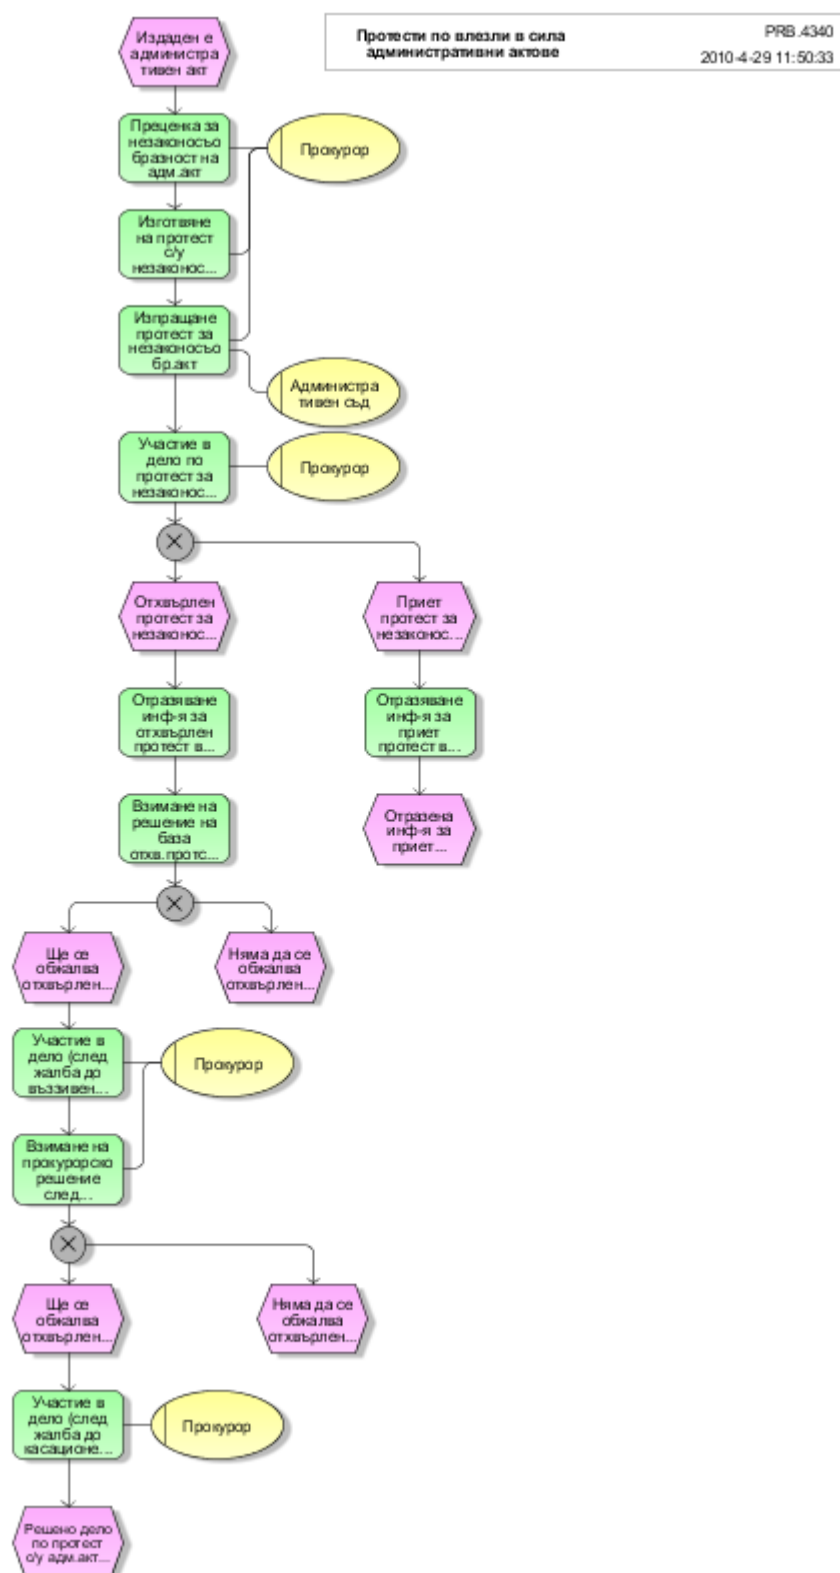 Протести по влезли в сила
административни актове
PRB.4340
2010-4-29 11:50:33
Издаден е
администра
тивен акт
Преценка за
незаконосъо
бразност на
адм.акт
Прокурор
Изготвяне
на протест
с/у
незаконос...
Изпращане
протест за
незаконосъо
бр.акт
Администра
тивен съд
Участие в
дело по
протест за
незаконос...
Прокурор
Отхвърлен
протест за
незаконос...
Приет
протест за
незаконос...
Отразяване
инф-я за
отхвърлен
протест в...
Отразяване
инф-я за
приет
протест в...
Взимане на
решение на
база
отхв.протс...
Отразена
инф-я за
приет...
Ще се
обжалва
отхвърлен...
Няма да се
обжалва
отхвърлен...
Участие в
дело (след
жалба до
въззивен...
Прокурор
Взимане на
прокурорско
решение
след...
Ще се
обжалва
отхвърлен...
Няма да се
обжалва
отхвърлен...
Участие в
дело (след
жалба до
касационе...
Прокурор
Решено дело
по протест
с/у адм.акт...